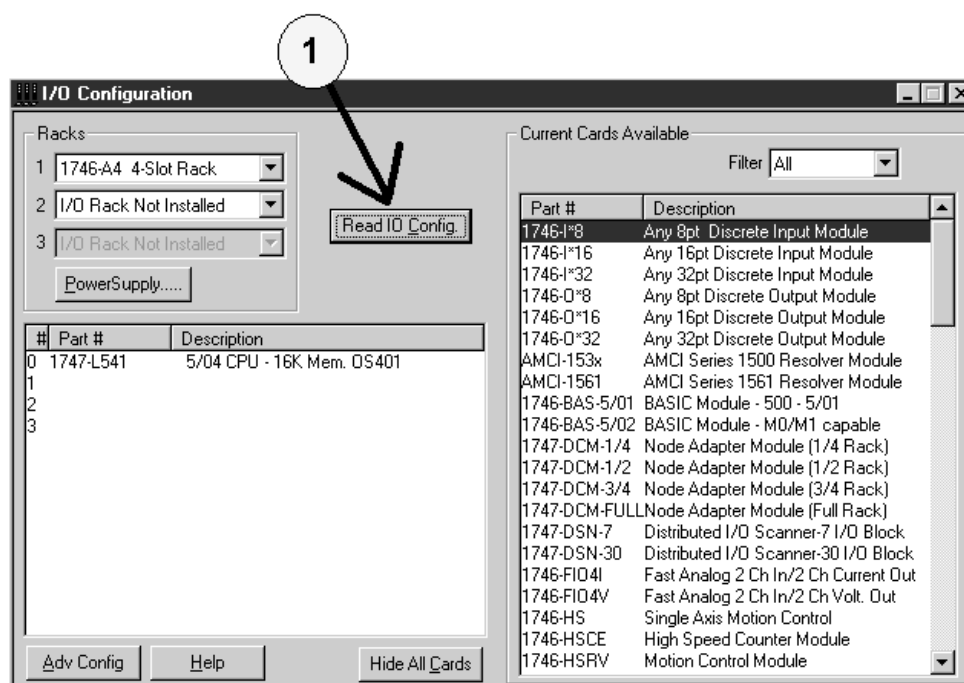 1
I/O Configuration
Racks
1 1746-A4 4-Slot Rack
2 I/O Rack Not Installed
3 I/O Rack Not Installed
PowerSupply.....
Read IO Config.
# Part # Description
0 1747-L541 5/04 CPU - 16K Mem. OS401
1
2
3
Adv Config Help Hide All Cards
Current Cards Available
Filter All
Part # Description
1746-I*8 Any 8pt Discrete Input Module
1746-I*16 Any 16pt Discrete Input Module
1746-I*32 Any 32pt Discrete Input Module
1746-O*8 Any 8pt Discrete Output Module
1746-O*16 Any 16pt Discrete Output Module
1746-O*32 Any 32pt Discrete Output Module
AMCI-153x AMCI Series 1500 Resolver Module
AMCI-1561 AMCI Series 1561 Resolver Module
1746-BAS-5/01 BASIC Module - 500 - 5/01
1746-BAS-5/02 BASIC Module - M0/M1 capable
1747-DCM-1/4 Node Adapter Module (1/4 Rack)
1747-DCM-1/2 Node Adapter Module (1/2 Rack)
1747-DCM-3/4 Node Adapter Module (3/4 Rack)
1747-DCM-FULL Node Adapter Module (Full Rack)
1747-DSN-7 Distributed I/O Scanner-7 I/O Block
1747-DSN-30 Distributed I/O Scanner-30 I/O Block
1746-FIO4I Fast Analog 2 Ch In/2 Ch Current Out
1746-FIO4V Fast Analog 2 Ch In/2 Ch Volt. Out
1746-HS Single Axis Motion Control
1746-HSCE High Speed Counter Module
1746-HSRV Motion Control Module